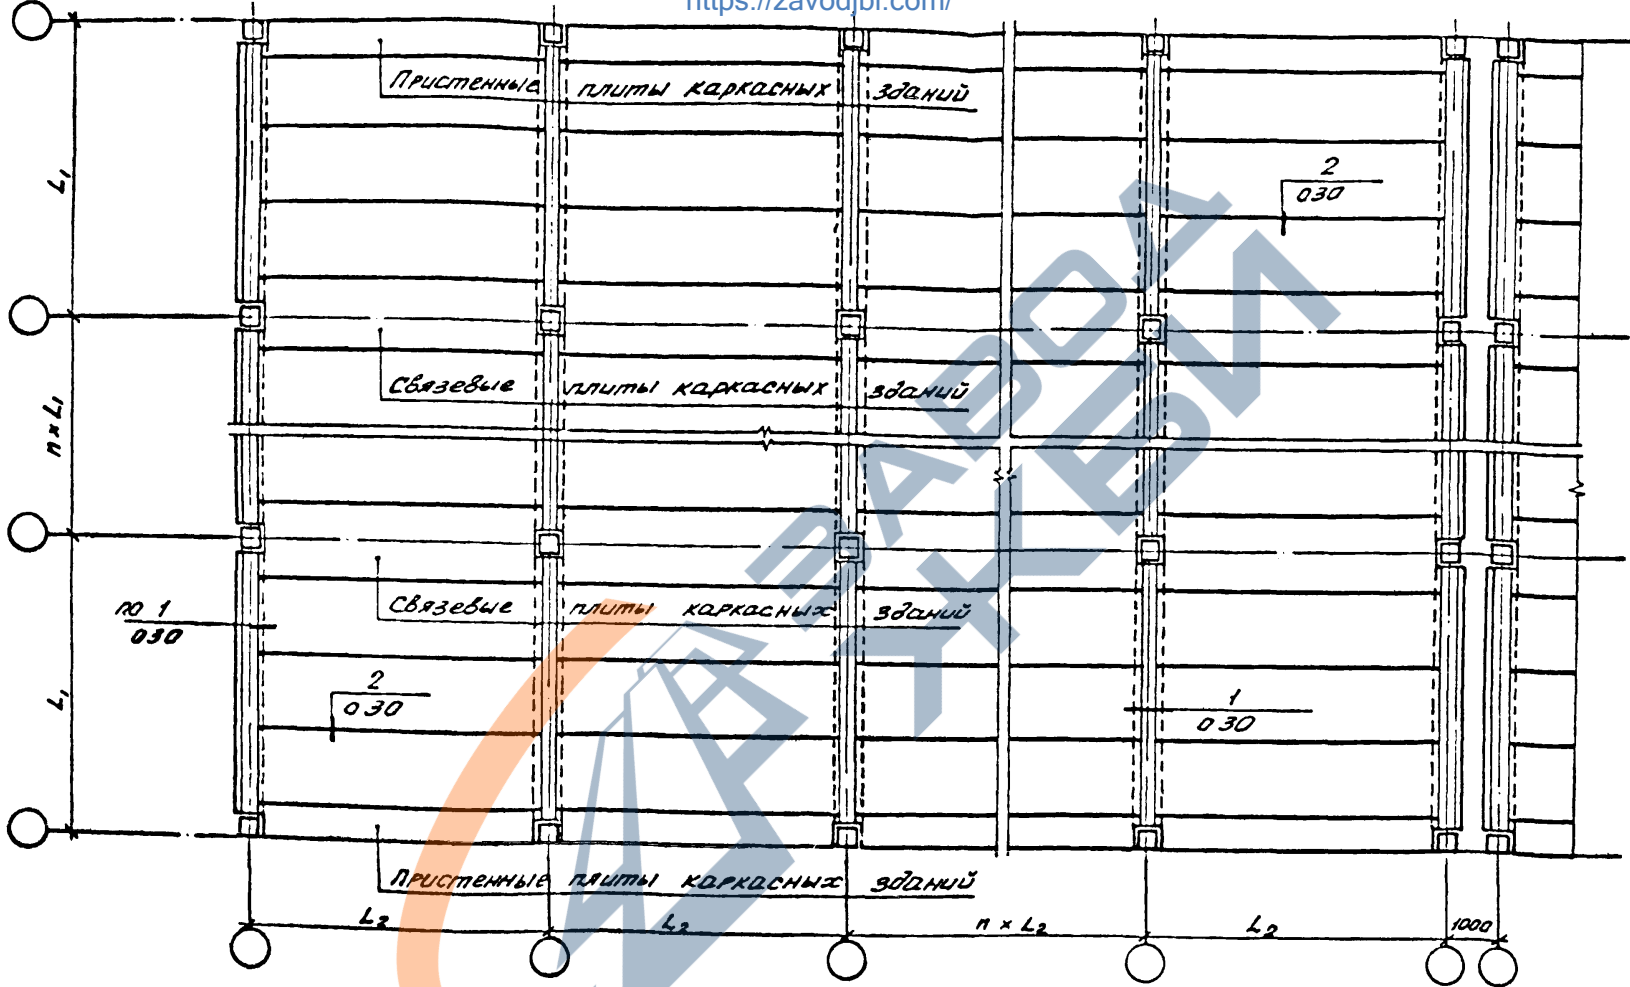 https://zavodjbi.com/
Пристенные плиты каркасных зданий
L1
2
030
Связевые плиты каркасных зданий
n × L1
Связевые плиты каркасных зданий
по 1
030
2
030
1
030
L1
Пристенные плиты каркасных зданий
L2
L2
n × L2
L2
1000
ЗАВОД
ЖБИ